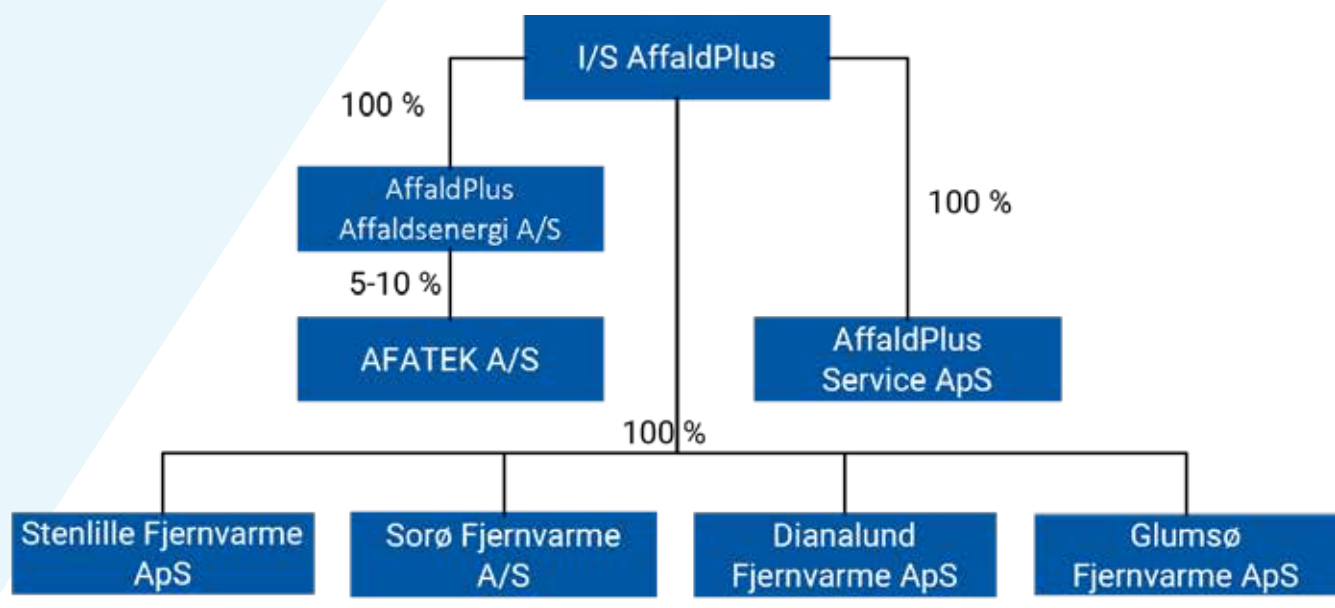 I/S AffaldPlus
100 %
AffaldPlus
Affaldsenergi A/S
100 %
5-10 %
AFATEK A/S
AffaldPlus
Service ApS
100 %
Stenlille Fjernvarme
ApS
Sorø Fjernvarme
A/S
Dianalund
Fjernvarme ApS
Glumsø
Fjernvarme ApS